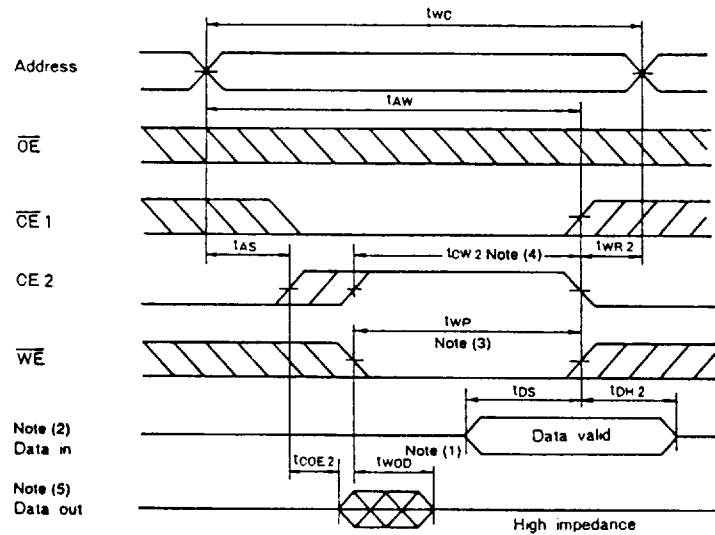 tWC
Address
tAW
OE
CE 1
tAS
tCW 2 Note (4)
tWR 2
CE 2
tWP
Note (3)
WE
tDS
tDH 2
Note (2)
Data in
Note (1)
Data valid
tCOE 2
tWOD
Note (5)
Data out
High impedance